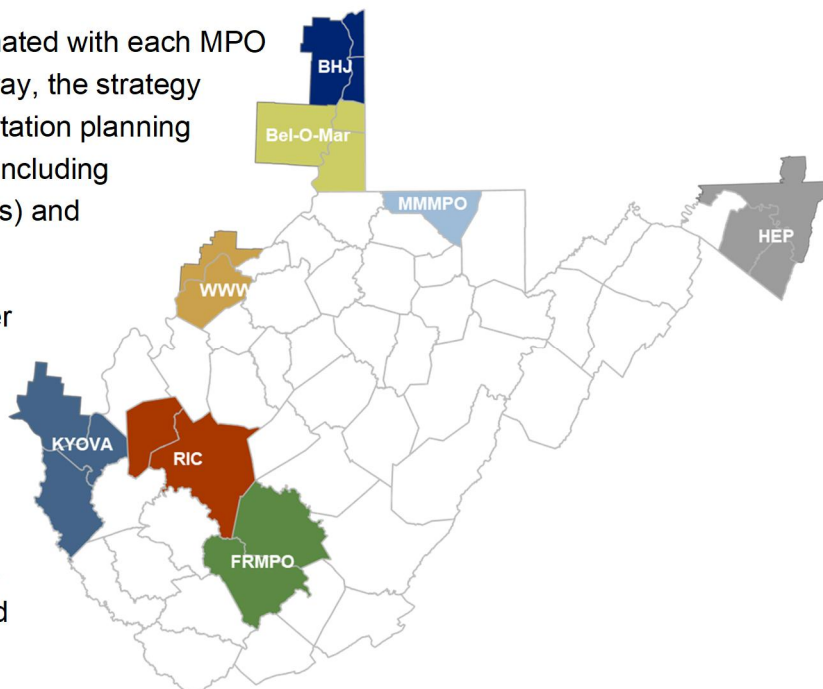 nated with each MPO
ay, the strategy
tation planning
ncluding
s) and
er
d
BHJ
Bel-O-Mar
MMMPO
HEP
WWW
KYOVA
RIC
FRMPO